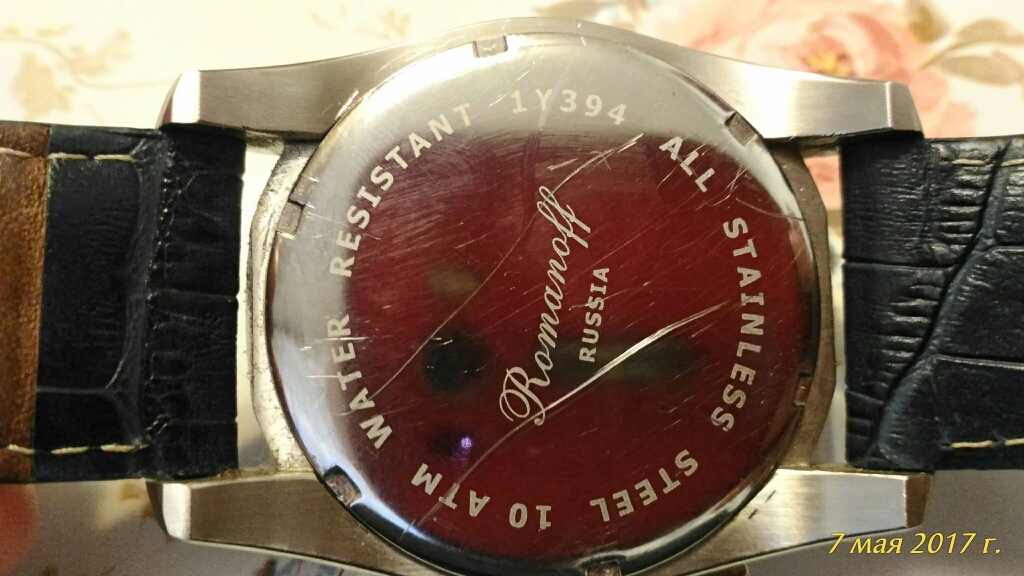 WATER RESISTANT 1Y394 ALL STAINLESS STEEL 10 ATM
Romanoff
RUSSIA
7 мая 2017 г.